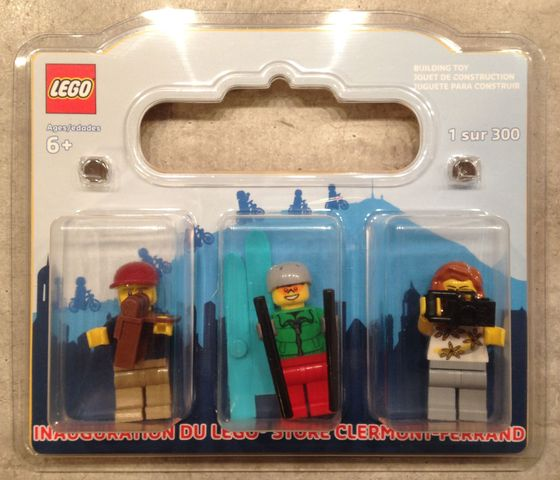 LEGO
BUILDING TOY
JOUET DE CONSTRUCTION
JUGUETE PARA CONSTRUIR
Ages/edades
6+
1 sur 300
INAUGURATION DU LEGO® STORE CLERMONT-FERRAND